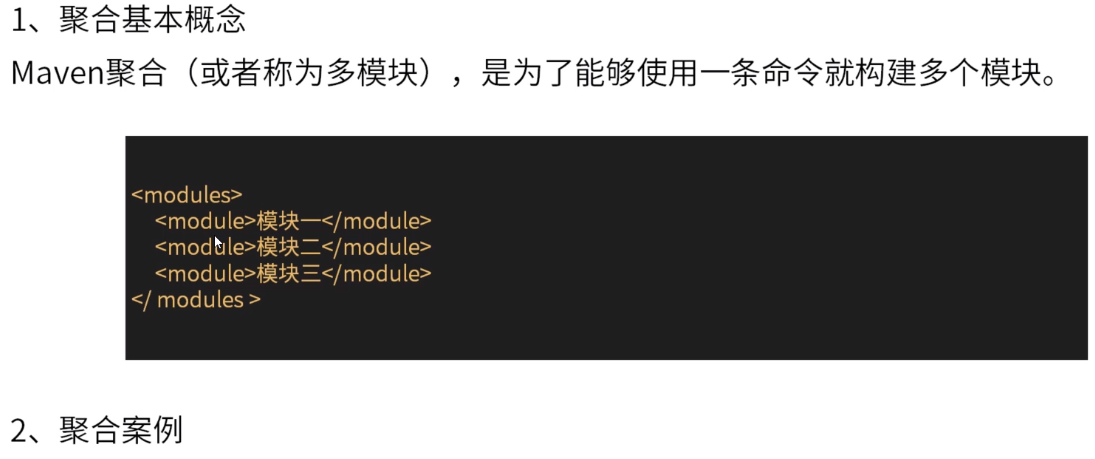 1、聚合基本概念
Maven聚合（或者称为多模块），是为了能够使用一条命令就构建多个模块。
<modules>
    <module>模块一</module>
    <module>模块二</module>
    <module>模块三</module>
</ modules >
2、聚合案例